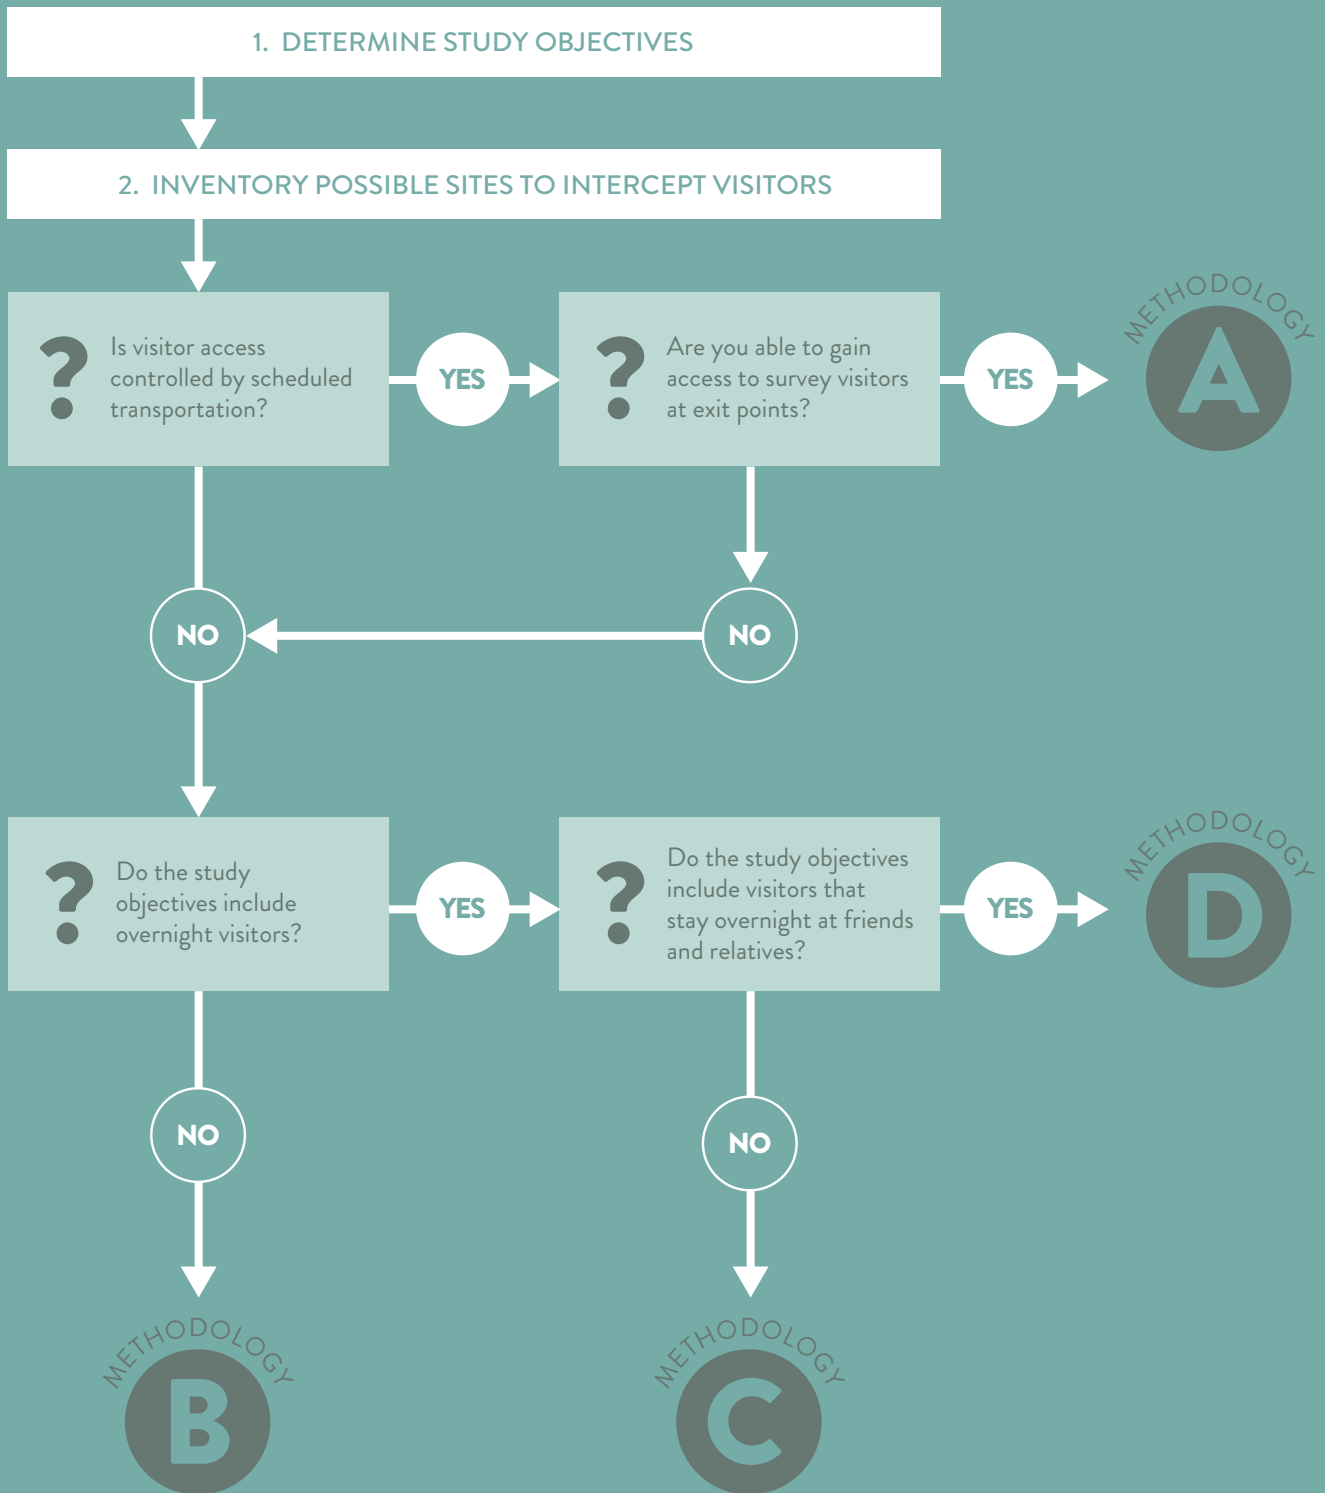 1. DETERMINE STUDY OBJECTIVES
2. INVENTORY POSSIBLE SITES TO INTERCEPT VISITORS
? Is visitor access
controlled by scheduled
transportation?
YES
? Are you able to gain
access to survey visitors
at exit points?
YES
METHODOLOGY
A
NO
NO
? Do the study
objectives include
overnight visitors?
YES
? Do the study objectives
include visitors that
stay overnight at friends
and relatives?
YES
METHODOLOGY
D
NO
NO
METHODOLOGY
B
METHODOLOGY
C